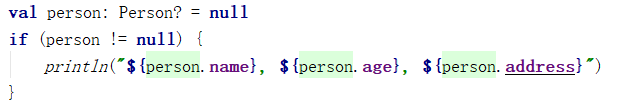 val person: Person? = null
if (person != null) {
    println("${person.name}, ${person.age}, ${person.address}")
}